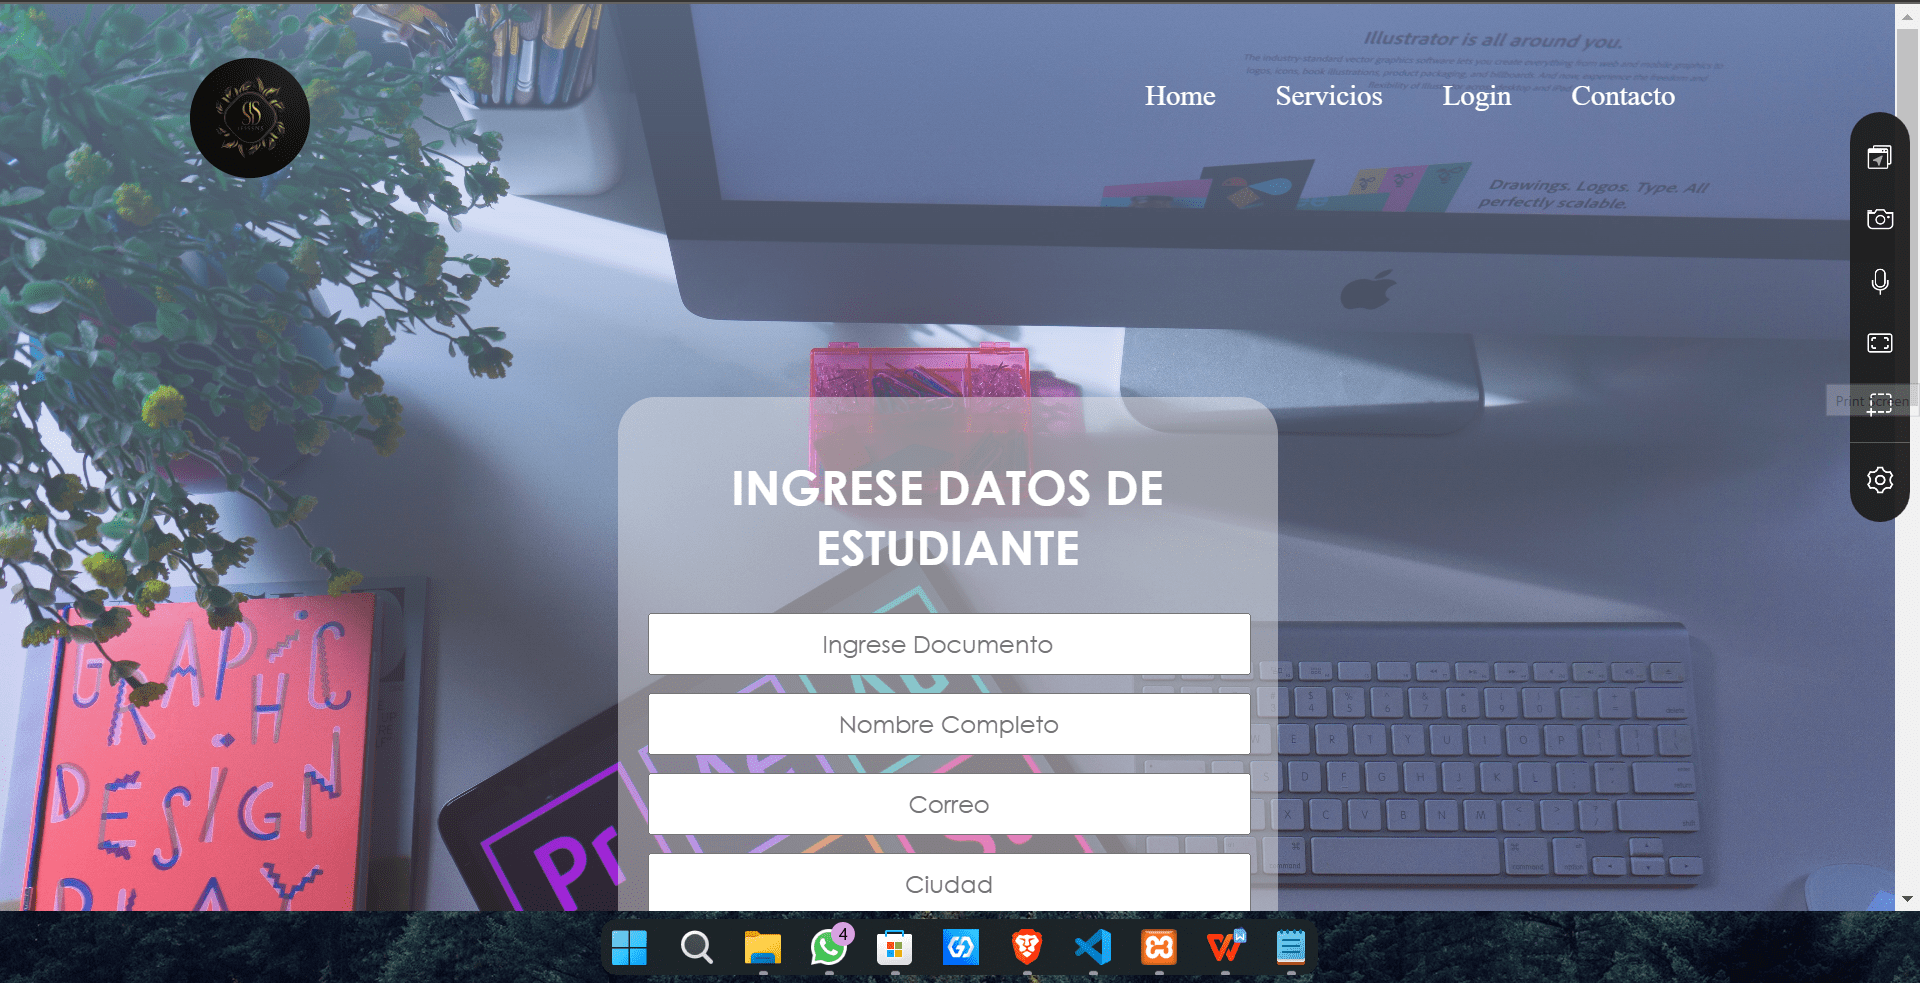 Illustrator is all around you.
Home
Servicios
Login
Contacto
Drawings. Logos. Type. All
perfectly scalable.
Print Screen
INGRESE DATOS DE
ESTUDIANTE
Ingrese Documento
Nombre Completo
Correo
Ciudad
GRAPHIC
DESIGN
PLAY
Pr
4